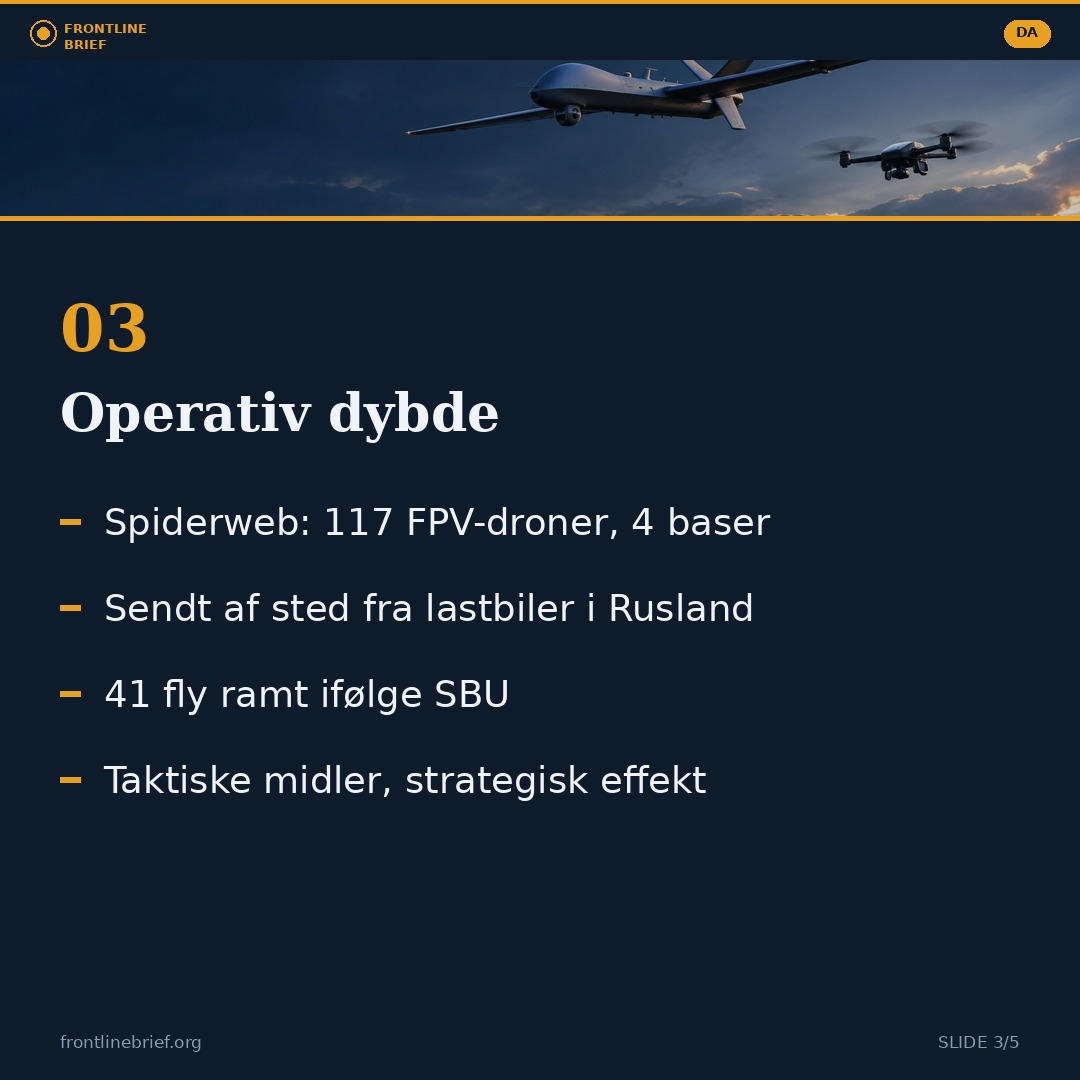 FRONTLINE
BRIEF
DA
03
Operativ dybde
Spiderweb: 117 FPV-droner, 4 baser
Sendt af sted fra lastbiler i Rusland
41 fly ramt ifølge SBU
Taktiske midler, strategisk effekt
frontlinebrief.org
SLIDE 3/5